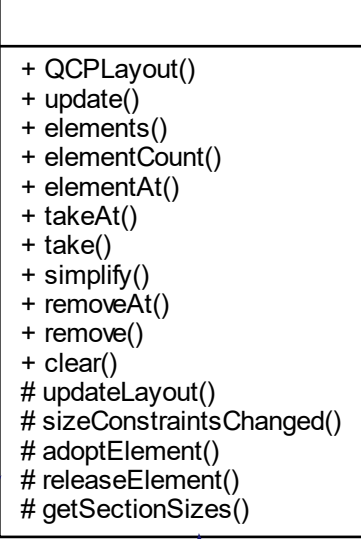 + QCPLayout()
+ update()
+ elements()
+ elementCount()
+ elementAt()
+ takeAt()
+ take()
+ simplify()
+ removeAt()
+ remove()
+ clear()
# updateLayout()
# sizeConstraintsChanged()
# adoptElement()
# releaseElement()
# getSectionSizes()